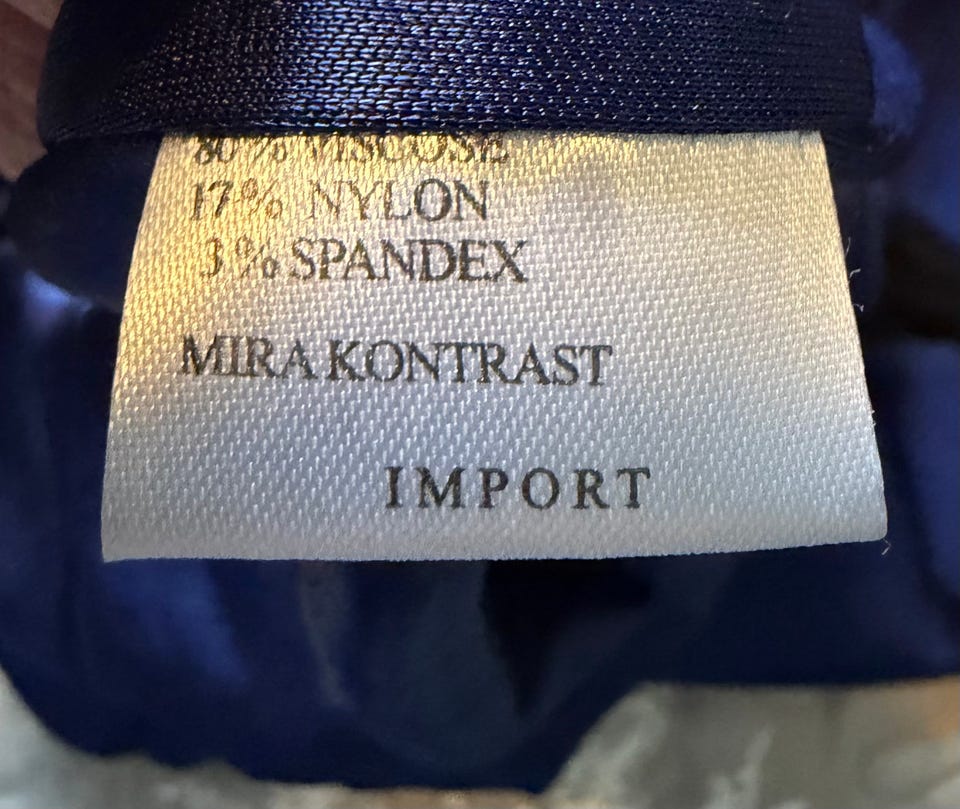 80% VISCOSE
17% NYLON
3% SPANDEX
MIRA KONTRAST
IMPORT